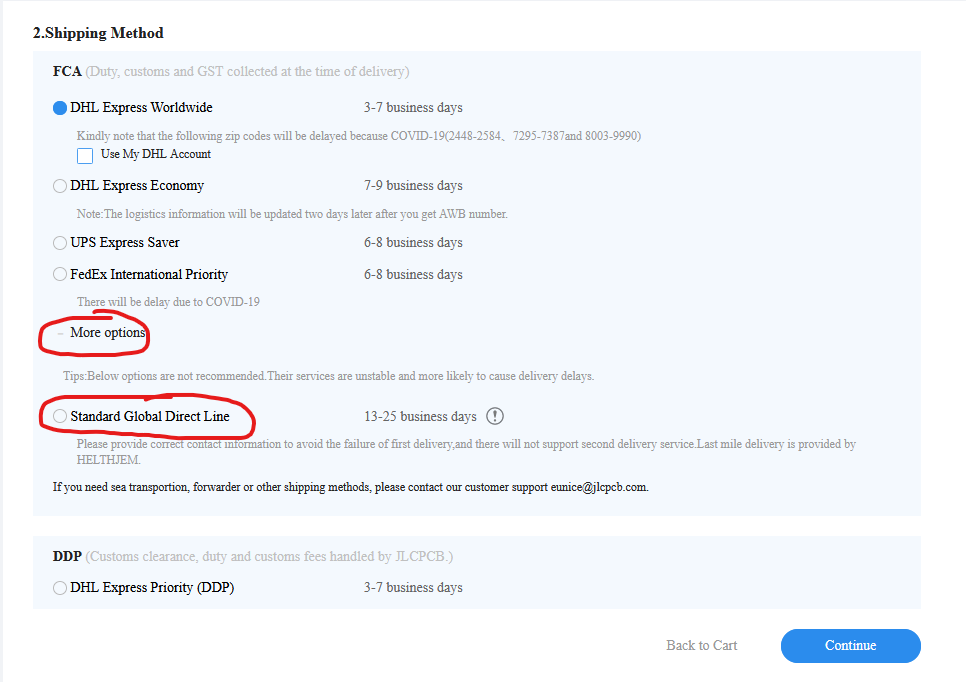 2.Shipping Method
FCA (Duty, customs and GST collected at the time of delivery)
DHL Express Worldwide 3-7 business days
Kindly note that the following zip codes will be delayed because COVID-19(2448-2584、7295-7387and 8003-9990)
Use My DHL Account
DHL Express Economy 7-9 business days
Note:The logistics information will be updated two days later after you get AWB number.
UPS Express Saver 6-8 business days
FedEx International Priority 6-8 business days
There will be delay due to COVID-19
− More options
Tips:Below options are not recommended.Their services are unstable and more likely to cause delivery delays.
Standard Global Direct Line 13-25 business days !
Please provide correct contact information to avoid the failure of first delivery,and there will not support second delivery service.Last mile delivery is provided by
HELTHJEM.
If you need sea transportion, forwarder or other shipping methods, please contact our customer support eunice@jlcpcb.com.
DDP (Customs clearance, duty and customs fees handled by JLCPCB.)
DHL Express Priority (DDP) 3-7 business days
Back to Cart Continue